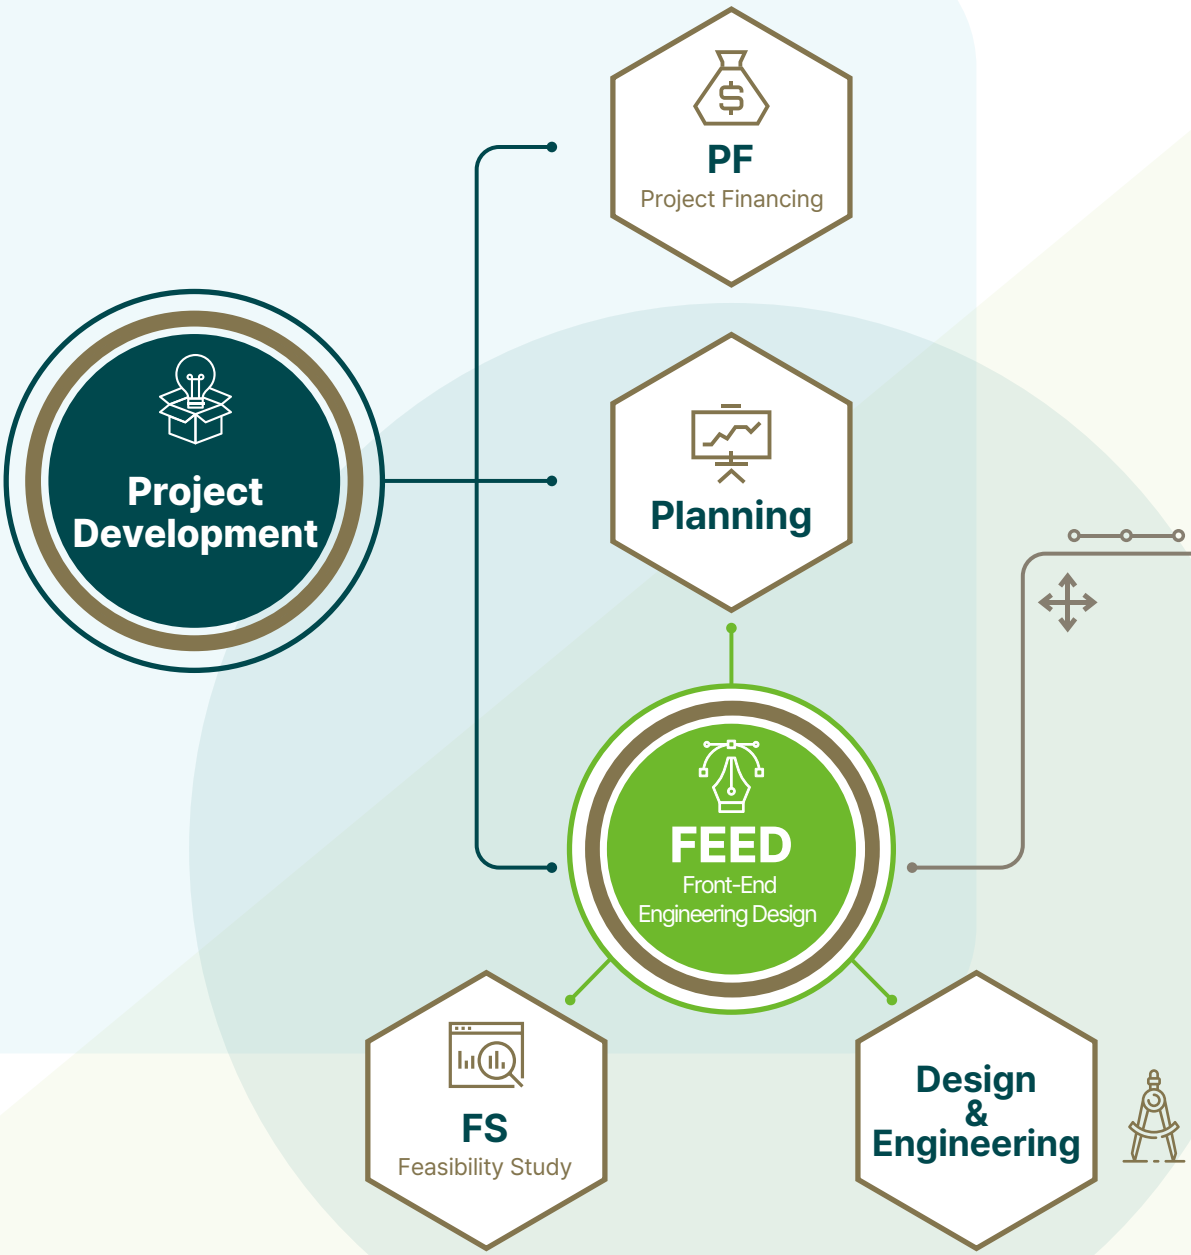 PF
Project Financing
Project
Development
Planning
FEED
Front-End
Engineering Design
FS
Feasibility Study
Design
&
Engineering